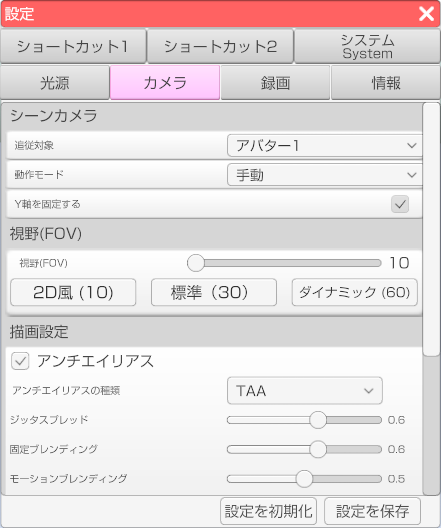 設定
ショートカット1 ショートカット2 システム
System
光源 カメラ 録画 情報
シーンカメラ
追従対象 アバター1
動作モード 手動
Y軸を固定する
視野(FOV)
視野(FOV) 10
2D風 (10) 標準（30） ダイナミック (60)
描画設定
アンチエイリアス
アンチエイリアスの種類 TAA
ジッタスブレッド 0.6
固定ブレンディング 0.6
モーションブレンディング 0.5
設定を初期化 設定を保存